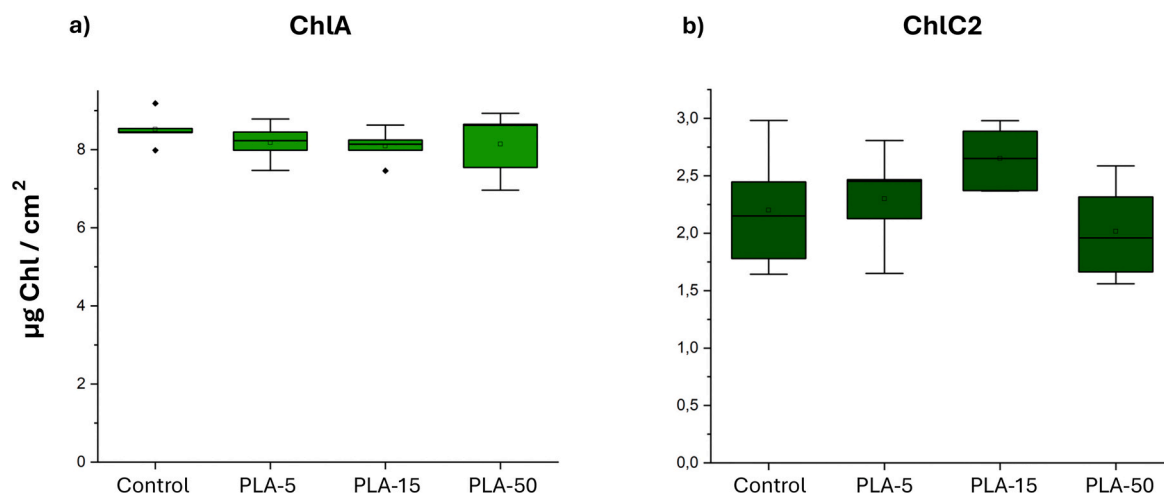 a) ChlA
b) ChlC2
µg Chl / cm²
8
6
4
2
0
Control PLA-5 PLA-15 PLA-50
3,0
2,5
2,0
1,5
1,0
0,5
0,0
Control PLA-5 PLA-15 PLA-50